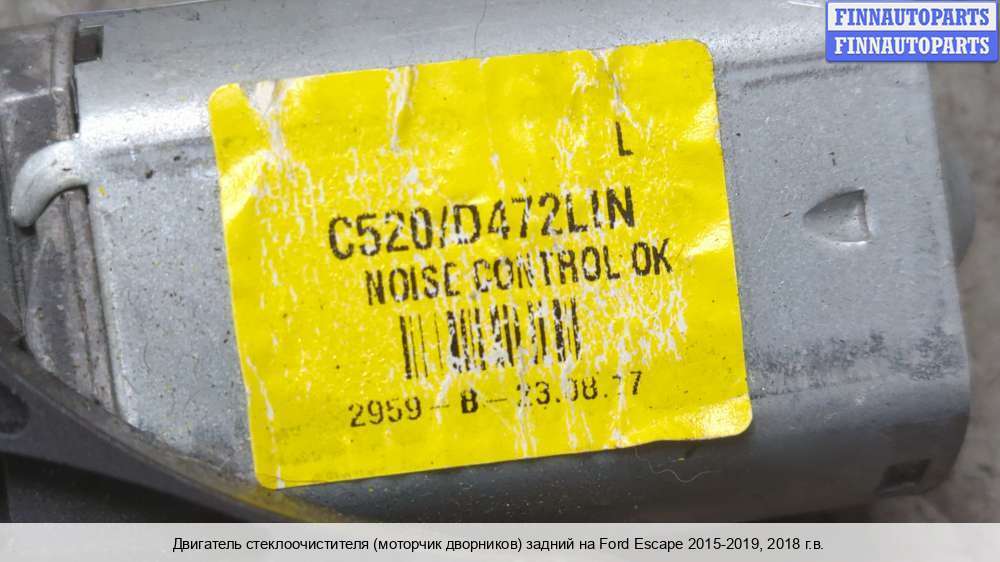 FINNAUTOPARTS
FINNAUTOPARTS
L
C520/D472LIN
NOISE CONTROL OK
2959-B-23.08.17
Двигатель стеклоочистителя (моторчик дворников) задний на Ford Escape 2015-2019, 2018 г.в.